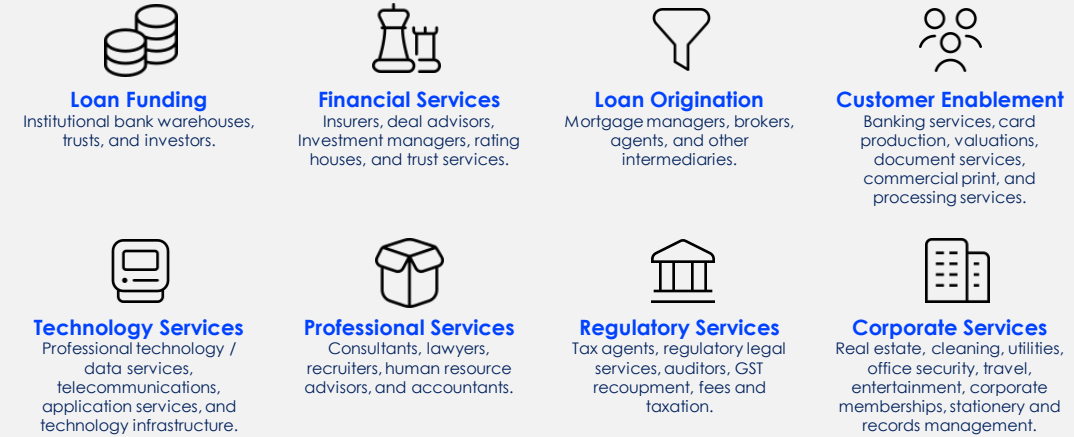 Loan Funding
Institutional bank warehouses,
trusts, and investors.
Financial Services
Insurers, deal advisors,
Investment managers, rating
houses, and trust services.
Loan Origination
Mortgage managers, brokers,
agents, and other
intermediaries.
Customer Enablement
Banking services, card
production, valuations,
document services,
commercial print, and
processing services.
Technology Services
Professional technology /
data services,
telecommunications,
application services, and
technology infrastructure.
Professional Services
Consultants, lawyers,
recruiters, human resource
advisors, and accountants.
Regulatory Services
Tax agents, regulatory legal
services, auditors, GST
recoupment, fees and
taxation.
Corporate Services
Real estate, cleaning, utilities,
office security, travel,
entertainment, corporate
memberships, stationery and
records management.